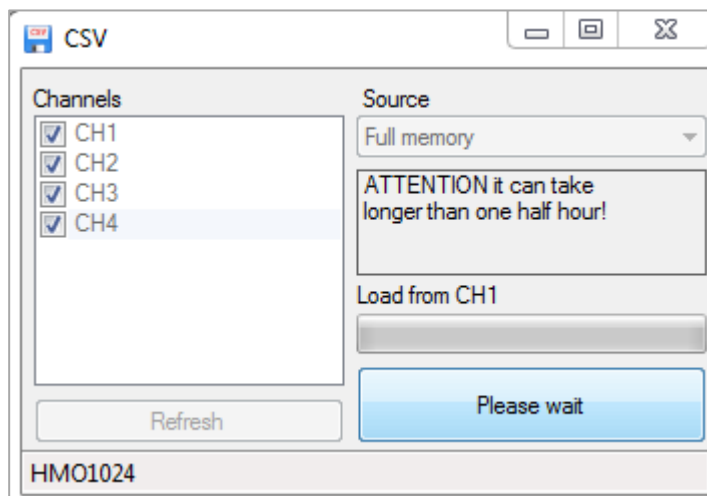 CSV
Channels
CH1
CH2
CH3
CH4
Refresh
Source
Full memory
ATTENTION it can take
longer than one half hour!
Load from CH1
Please wait
HMO1024